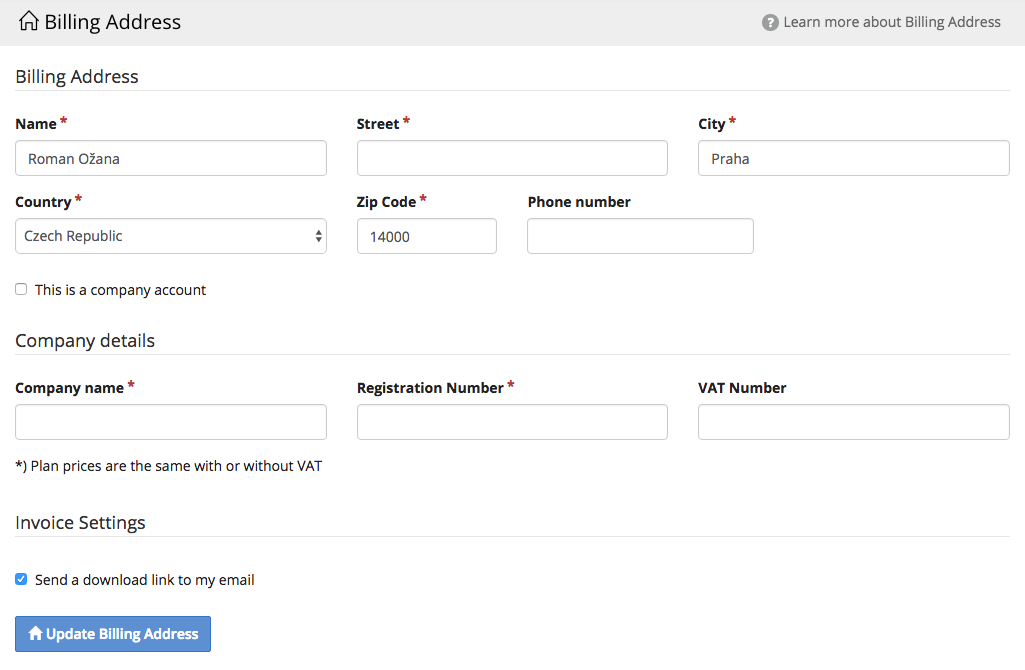 Billing Address
? Learn more about Billing Address
Billing Address
Name * Street * City *
Roman Ožana Praha
Country * Zip Code * Phone number
Czech Republic 14000
This is a company account
Company details
Company name * Registration Number * VAT Number
*) Plan prices are the same with or without VAT
Invoice Settings
Send a download link to my email
Update Billing Address